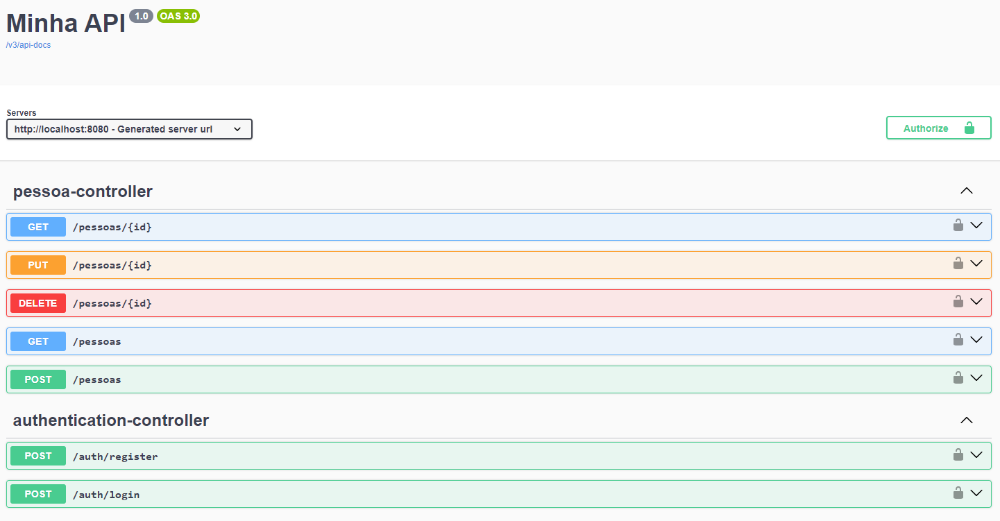 Minha API 1.0 OAS 3.0
/v3/api-docs
Servers
http://localhost:8080 - Generated server url
Authorize
pessoa-controller
GET /pessoas/{id}
PUT /pessoas/{id}
DELETE /pessoas/{id}
GET /pessoas
POST /pessoas
authentication-controller
POST /auth/register
POST /auth/login